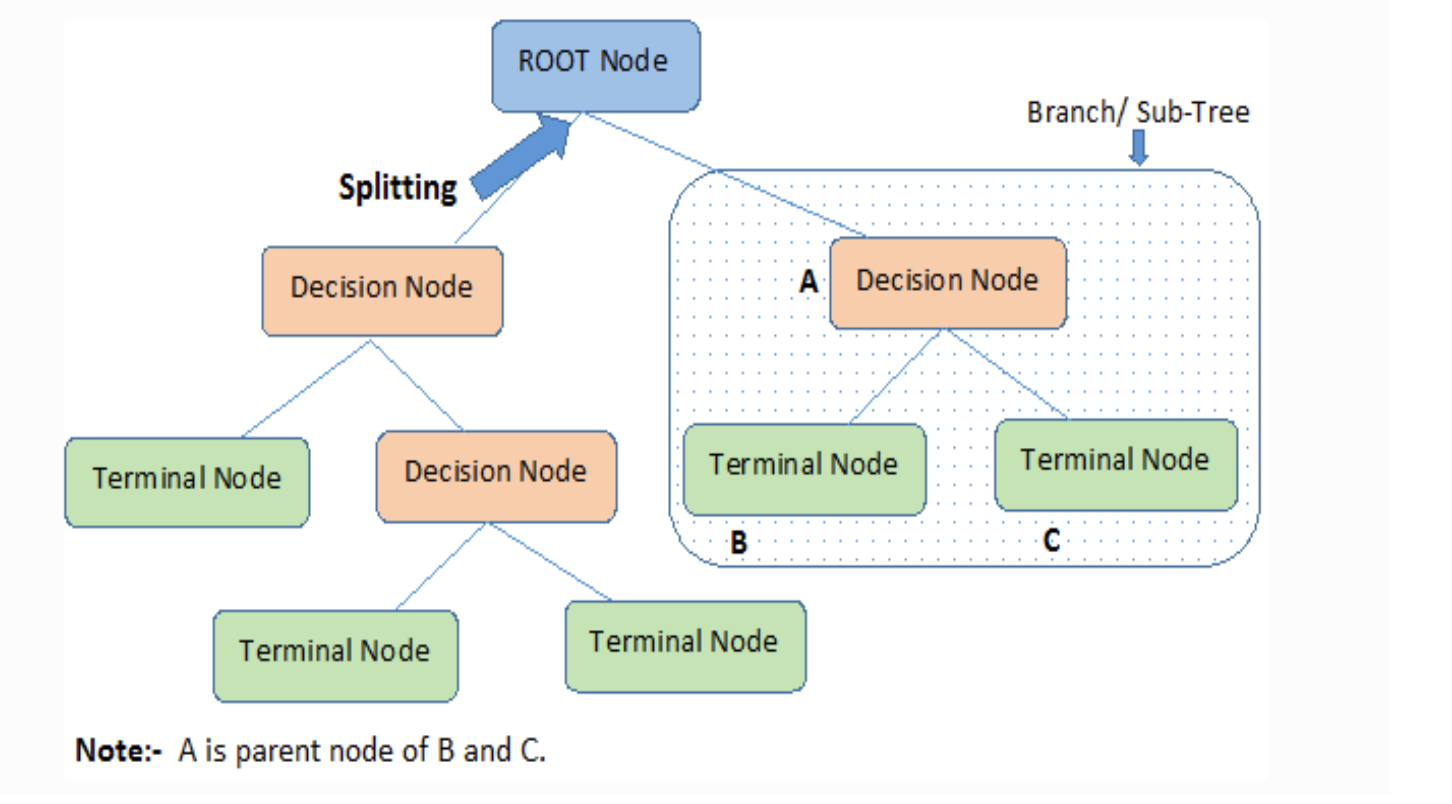 ROOT Node
Branch/ Sub-Tree
Splitting
Decision Node
A
Decision Node
Terminal Node
Decision Node
Terminal Node
Terminal Node
B
C
Terminal Node
Terminal Node
Note:- A is parent node of B and C.